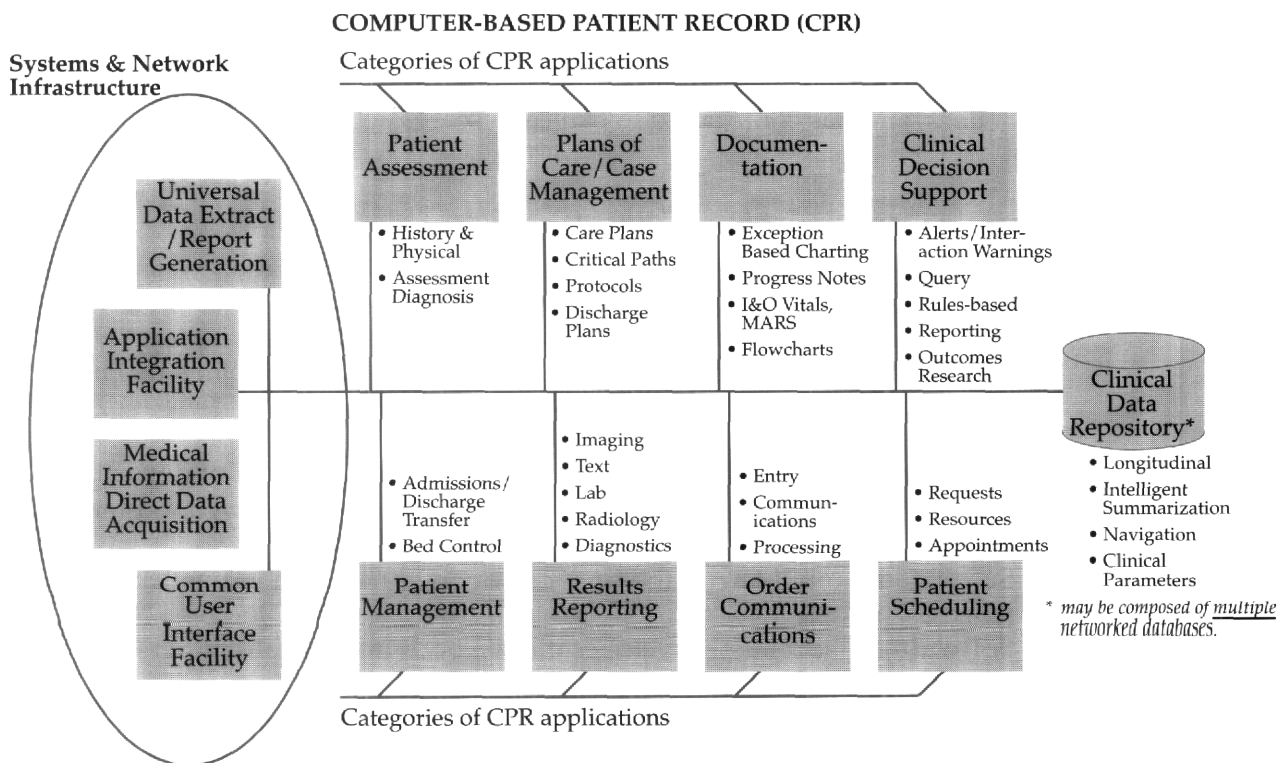 COMPUTER-BASED PATIENT RECORD (CPR)
Categories of CPR applications
Systems & Network
Infrastructure
Universal
Data Extract
/Report
Generation
Application
Integration
Facility
Medical
Information
Direct Data
Acquisition
Common
User
Interface
Facility
Patient
Assessment
• History &
Physical
• Assessment
Diagnosis
Plans of
Care/Case
Management
• Care Plans
• Critical Paths
• Protocols
• Discharge
Plans
Documen-
tation
• Exception
Based Charting
• Progress Notes
• I&O Vitals,
MARS
• Flowcharts
Clinical
Decision
Support
• Alerts/Inter-
action Warnings
• Query
• Rules-based
• Reporting
• Outcomes
Research
Clinical
Data
Repository*
• Longitudinal
• Intelligent
Summarization
• Navigation
• Clinical
Parameters
* may be composed of multiple
networked databases.
• Admissions/
Discharge
Transfer
• Bed Control
Patient
Management
• Imaging
• Text
• Lab
• Radiology
• Diagnostics
Results
Reporting
• Entry
• Commun-
ications
• Processing
Order
Communi-
cations
• Requests
• Resources
• Appointments
Patient
Scheduling
Categories of CPR applications